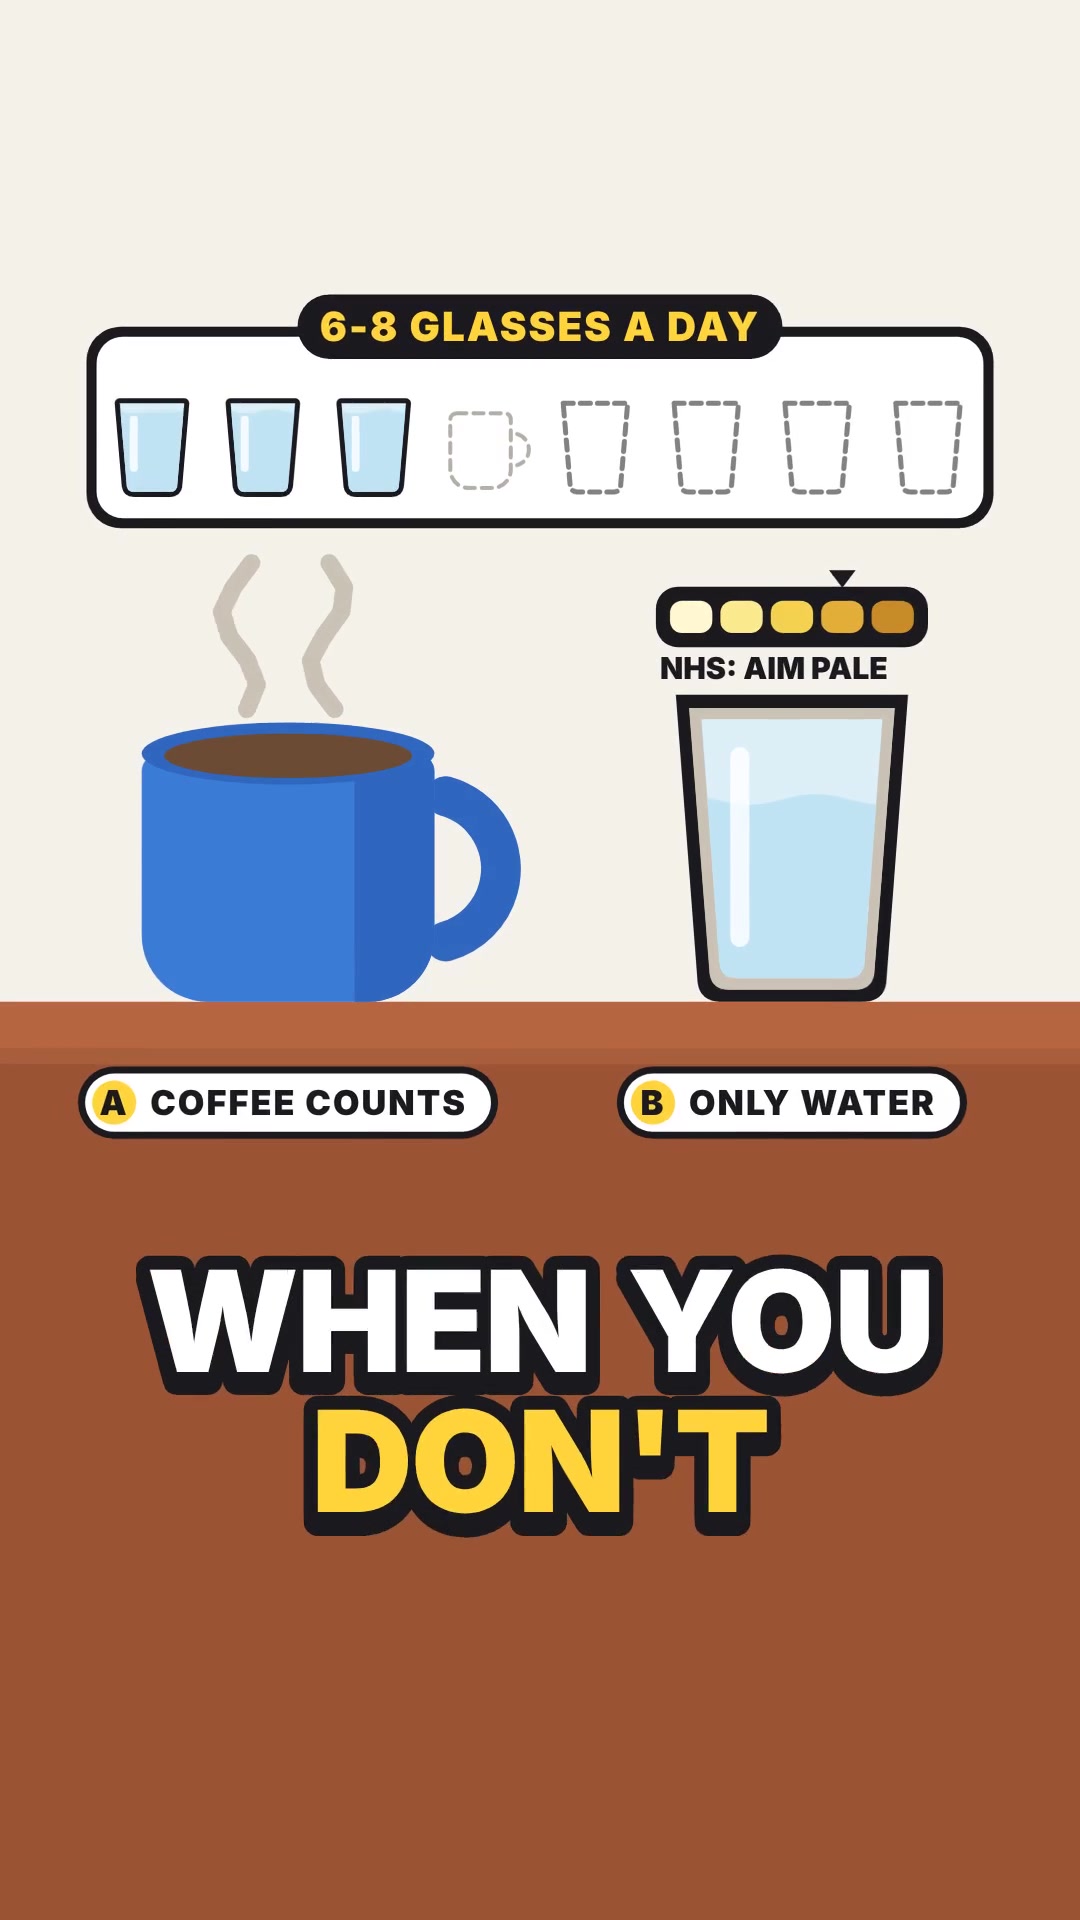 6-8 GLASSES A DAY
NHS: AIM PALE
A COFFEE COUNTS
B ONLY WATER
WHEN YOU
DON'T